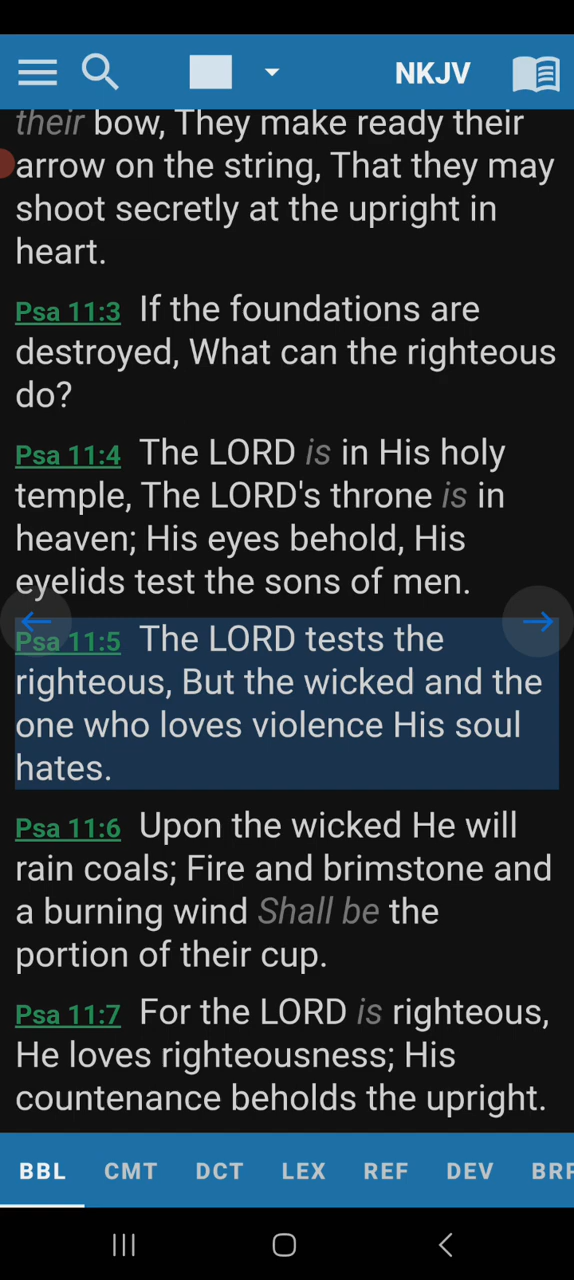 NKJV
their bow, They make ready their
arrow on the string, That they may
shoot secretly at the upright in
heart.
Psa 11:3 If the foundations are
destroyed, What can the righteous
do?
Psa 11:4 The LORD is in His holy
temple, The LORD's throne is in
heaven; His eyes behold, His
eyelids test the sons of men.
Psa 11:5 The LORD tests the
righteous, But the wicked and the
one who loves violence His soul
hates.
Psa 11:6 Upon the wicked He will
rain coals; Fire and brimstone and
a burning wind Shall be the
portion of their cup.
Psa 11:7 For the LORD is righteous,
He loves righteousness; His
countenance beholds the upright.
BBL CMT DCT LEX REF DEV BRF